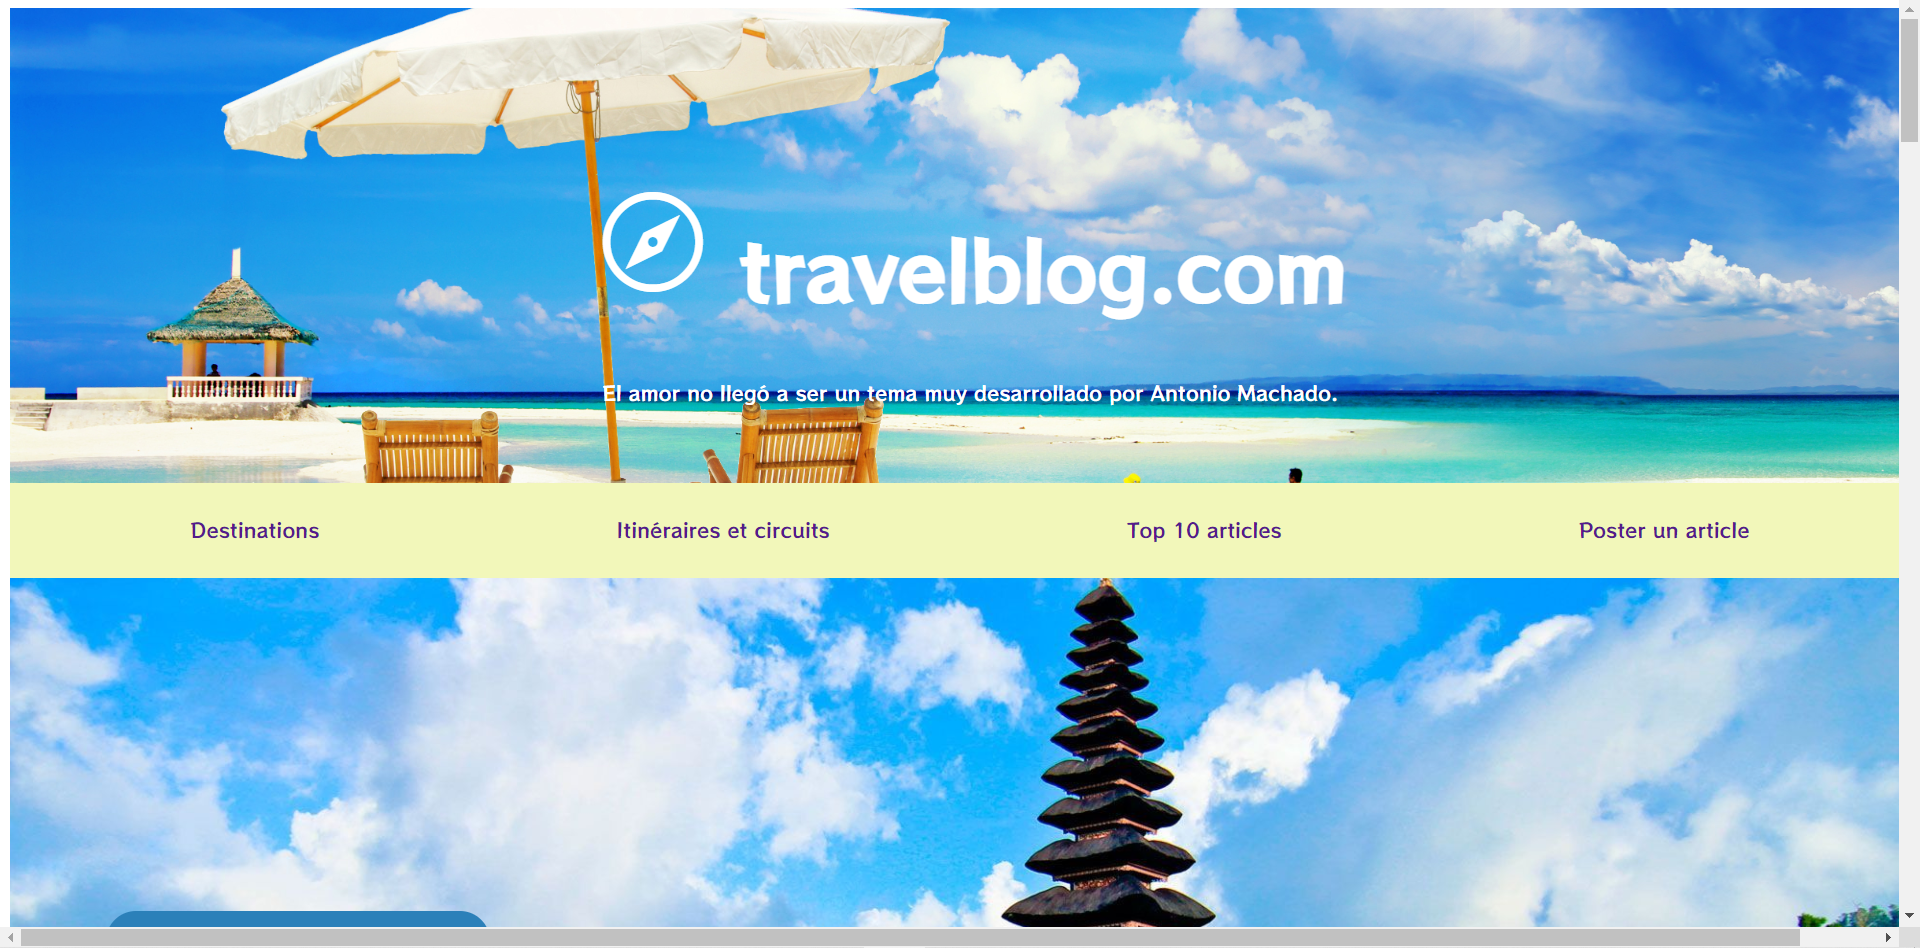 travelblog.com
El amor no llegó a ser un tema muy desarrollado por Antonio Machado.
Destinations
Itinéraires et circuits
Top 10 articles
Poster un article